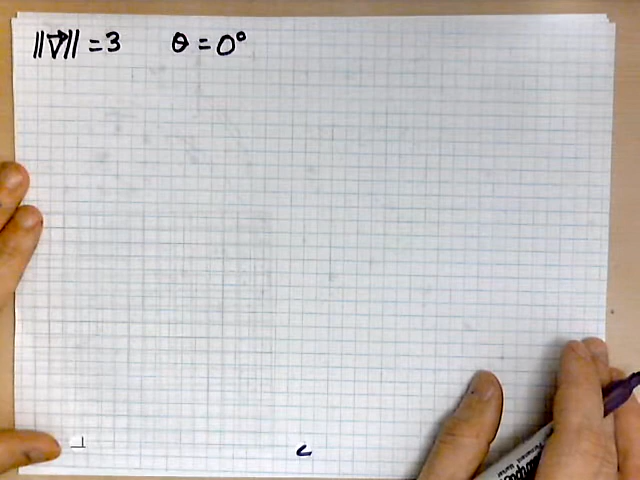 ||v⃗|| = 3 θ = 0°